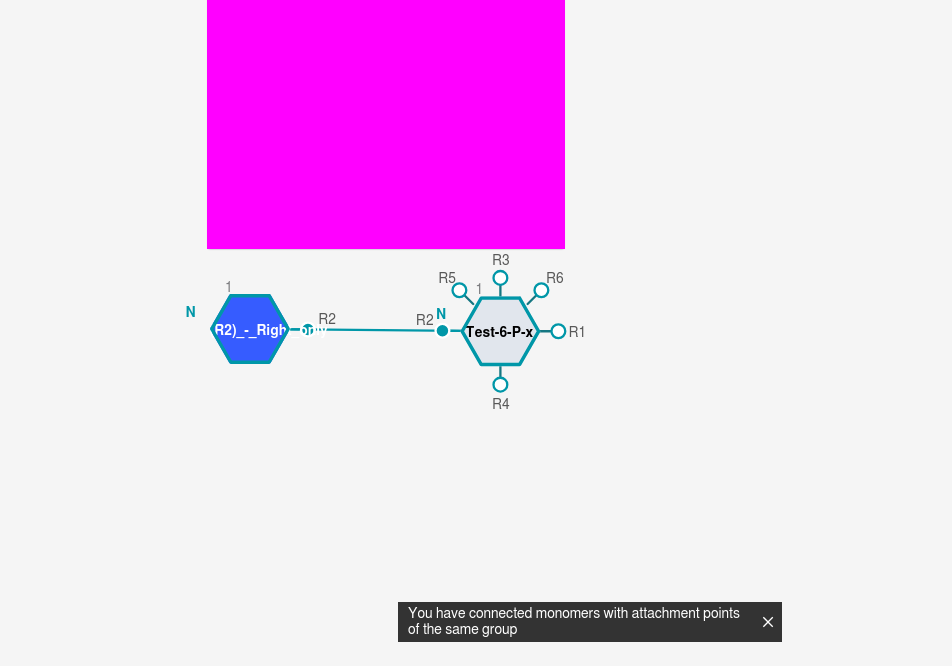 R3
R5
1
R6
1
N
N
R2
R2
R2)_-_Righ
Test-6-P-x
R1
R4
You have connected monomers with attachment points
of the same group